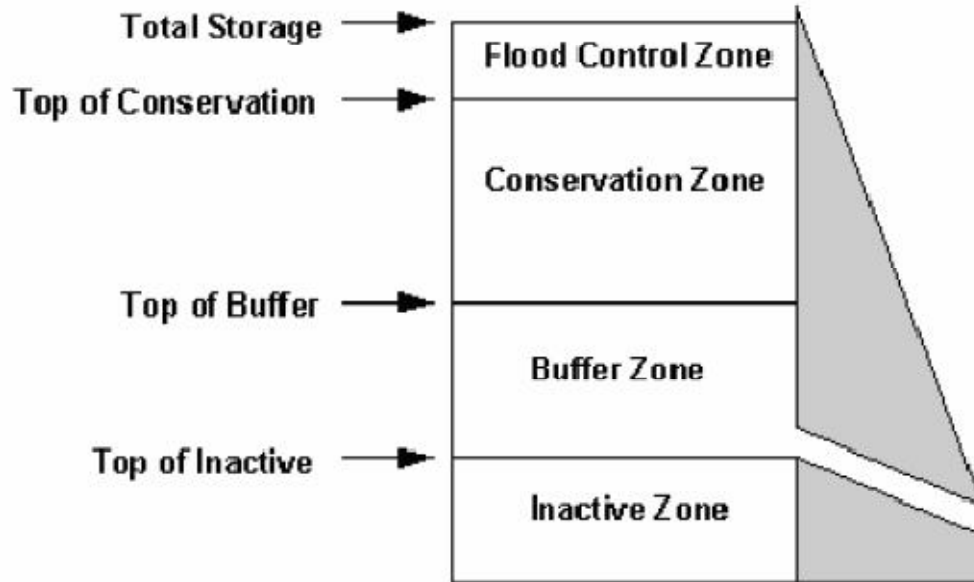 Total Storage
Flood Control Zone
Top of Conservation
Conservation Zone
Top of Buffer
Buffer Zone
Top of Inactive
Inactive Zone